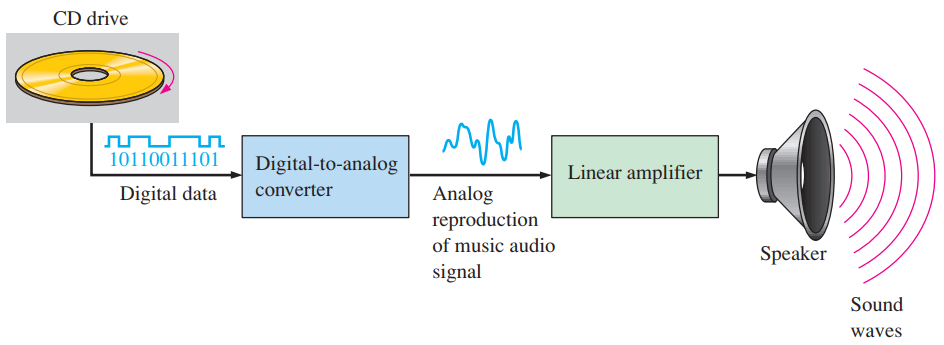 CD drive
10110011101
Digital data
Digital-to-analog
converter
Analog
reproduction
of music audio
signal
Linear amplifier
Speaker
Sound
waves